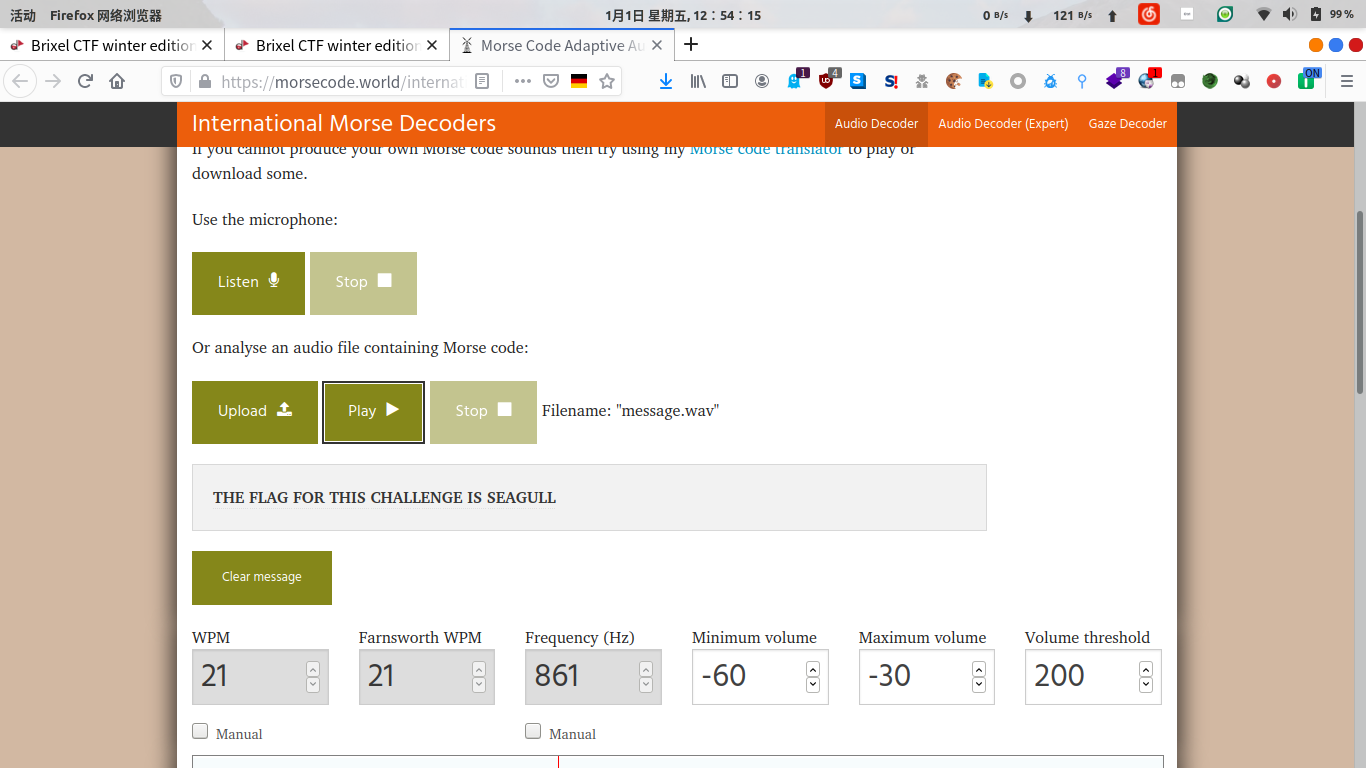 活动 Firefox 网络浏览器 1月1日 星期五, 12：54：15 0 B/s 121 B/s 99 %
Brixel CTF winter edition Brixel CTF winter edition Morse Code Adaptive Au
https://morsecode.world/internat 1 4 S! 8 ON
International Morse Decoders Audio Decoder Audio Decoder (Expert) Gaze Decoder
If you cannot produce your own Morse code sounds then try using my Morse code translator to play or
download some.
Use the microphone:
Listen Stop
Or analyse an audio file containing Morse code:
Upload Play Stop Filename: "message.wav"
THE FLAG FOR THIS CHALLENGE IS SEAGULL
Clear message
WPM Farnsworth WPM Frequency (Hz) Minimum volume Maximum volume Volume threshold
21 21 861 -60 -30 200
Manual Manual